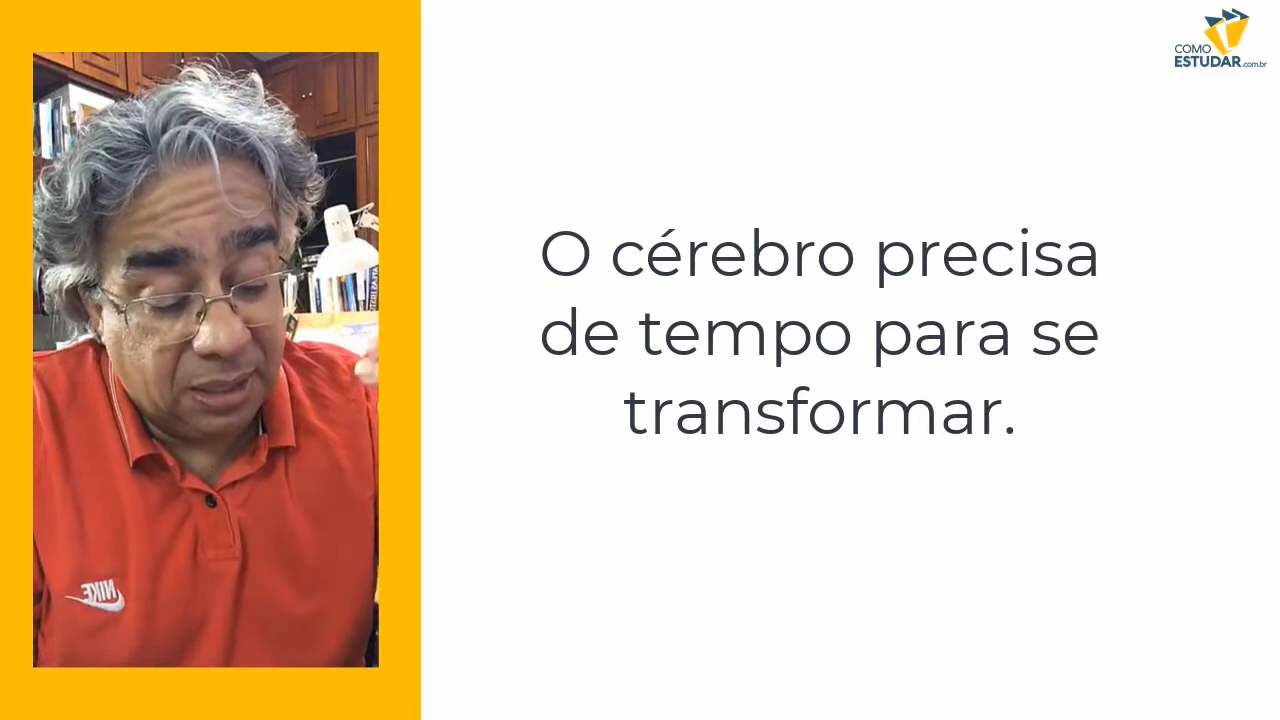 COMO
ESTUDAR.com.br
O cérebro precisa
de tempo para se
transformar.
NIKE